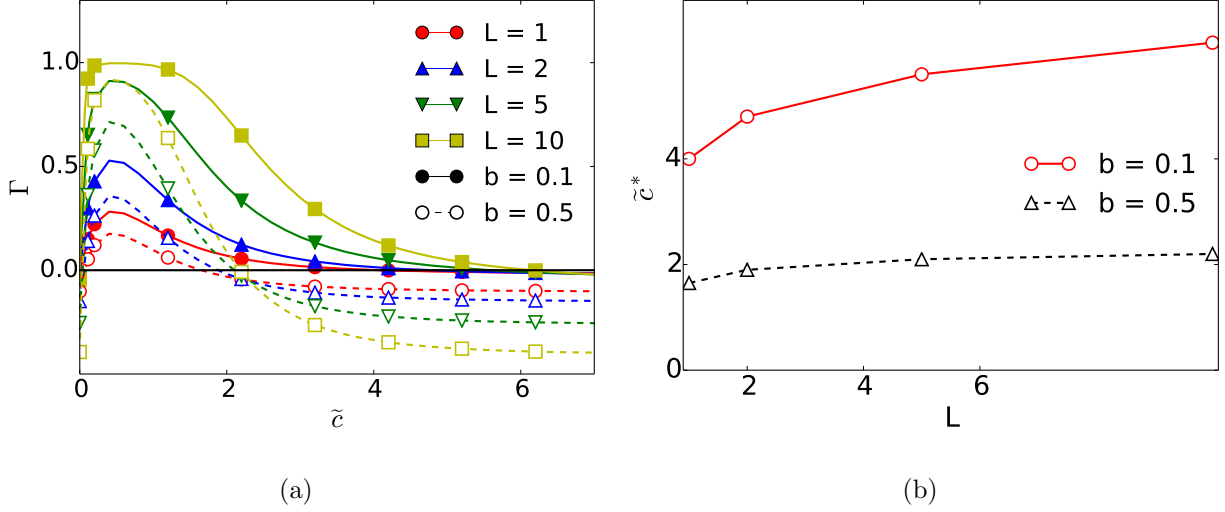 1.0
0.5
0.0
Γ
0
2
4
6
c̃
L = 1
L = 2
L = 5
L = 10
b = 0.1
b = 0.5
(a)
4
2
0
c̃*
2
4
6
L
b = 0.1
b = 0.5
(b)